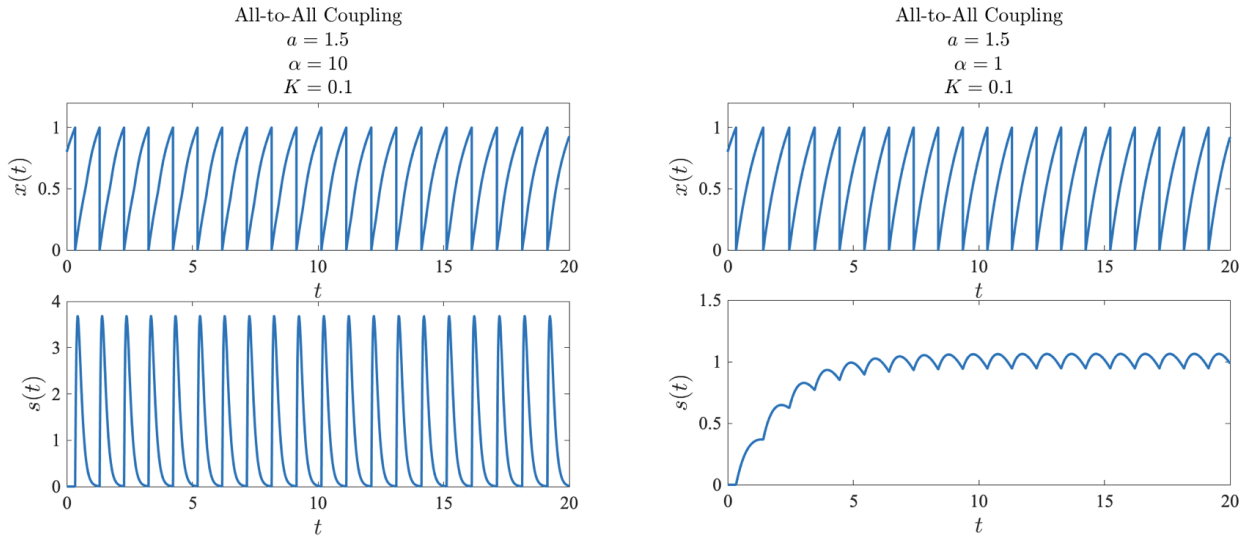 All-to-All Coupling
a = 1.5
α = 10
K = 0.1
1
0.5
0
x(t)
0 5 10 15 20
t
4
3
2
1
0
s(t)
0 5 10 15 20
t
All-to-All Coupling
a = 1.5
α = 1
K = 0.1
1
0.5
0
x(t)
0 5 10 15 20
t
1.5
1
0.5
0
s(t)
0 5 10 15 20
t